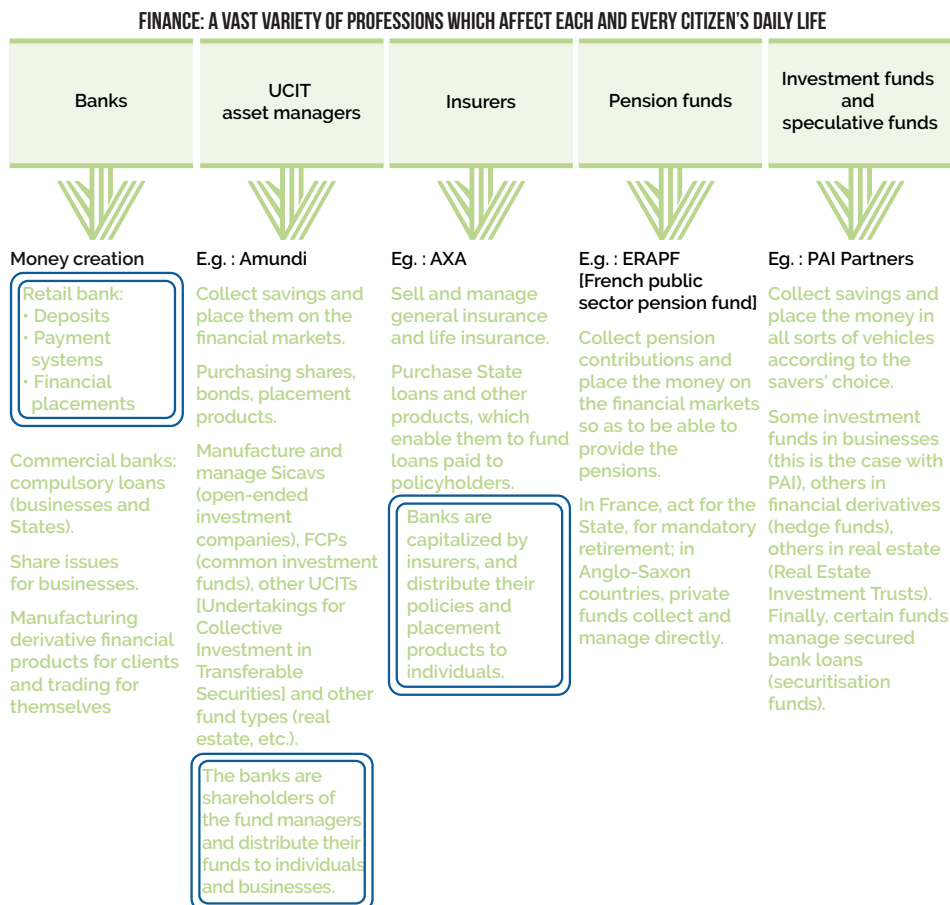 FINANCE: A VAST VARIETY OF PROFESSIONS WHICH AFFECT EACH AND EVERY CITIZEN'S DAILY LIFE
Banks
UCIT
asset managers
Insurers
Pension funds
Investment funds
and
speculative funds
Money creation
Retail bank:
• Deposits
• Payment
systems
• Financial
placements
Commercial banks:
compulsory loans
(businesses and
States).
Share issues
for businesses.
Manufacturing
derivative financial
products for clients
and trading for
themselves
E.g. : Amundi
Collect savings and
place them on the
financial markets.
Purchasing shares,
bonds, placement
products.
Manufacture and
manage Sicavs
(open-ended
investment
companies), FCPs
(common investment
funds), other UCITs
[Undertakings for
Collective
Investment in
Transferable
Securities] and other
fund types (real
estate, etc.).
The banks are
shareholders of
the fund managers
and distribute their
funds to individuals
and businesses.
Eg. : AXA
Sell and manage
general insurance
and life insurance.
Purchase State
loans and other
products, which
enable them to fund
loans paid to
policyholders.
Banks are
capitalized by
insurers, and
distribute their
policies and
placement
products to
individuals.
E.g. : ERAPF
[French public
sector pension fund]
Collect pension
contributions and
place the money on
the financial markets
so as to be able to
provide the
pensions.
In France, act for the
State, for mandatory
retirement; in
Anglo-Saxon
countries, private
funds collect and
manage directly.
Eg. : PAI Partners
Collect savings and
place the money in
all sorts of vehicles
according to the
savers' choice.
Some investment
funds in businesses
(this is the case with
PAI), others in
financial derivatives
(hedge funds),
others in real estate
(Real Estate
Investment Trusts).
Finally, certain funds
manage secured
bank loans
(securitisation
funds).